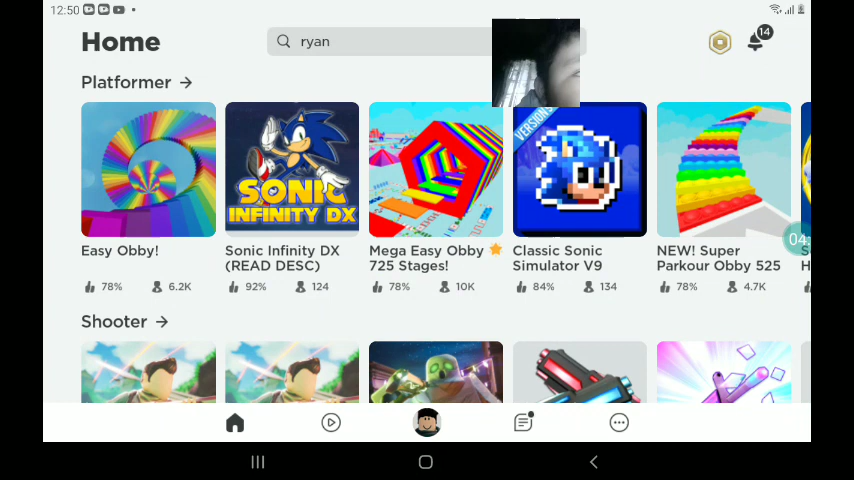 12:50
Home
ryan
14
Platformer →
SONIC
INFINITY DX
VERSION
04:
Easy Obby!
Sonic Infinity DX
(READ DESC)
Mega Easy Obby
725 Stages!
Classic Sonic
Simulator V9
NEW! Super
Parkour Obby 525
S
H
78%
6.2K
92%
124
78%
10K
84%
134
78%
4.7K
Shooter →